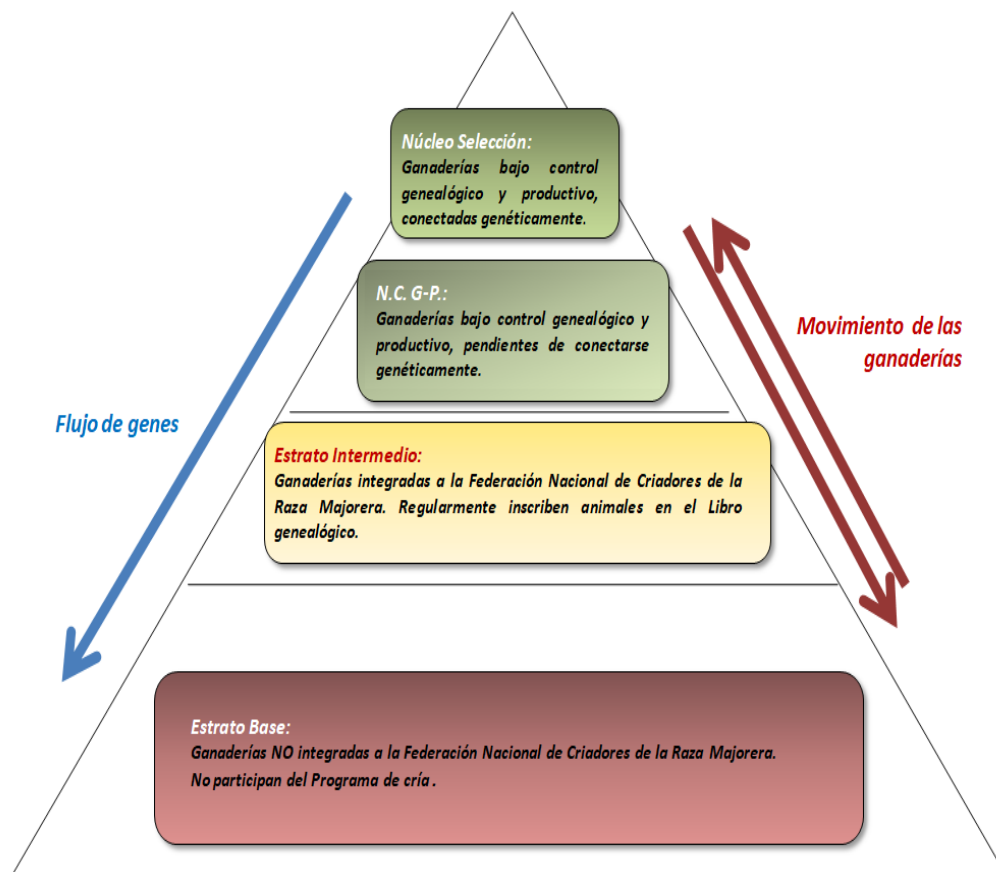 Núcleo Selección:
Ganaderías bajo control
genealógico y productivo,
conectadas genéticamente.
N.C. G-P.:
Ganaderías bajo control genealógico y
productivo, pendientes de conectarse
genéticamente.
Movimiento de las
ganaderías
Flujo de genes
Estrato Intermedio:
Ganaderías integradas a la Federación Nacional de Criadores de la
Raza Majorera. Regularmente inscriben animales en el Libro
genealógico.
Estrato Base:
Ganaderías NO integradas a la Federación Nacional de Criadores de la Raza Majorera.
No participan del Programa de cría .